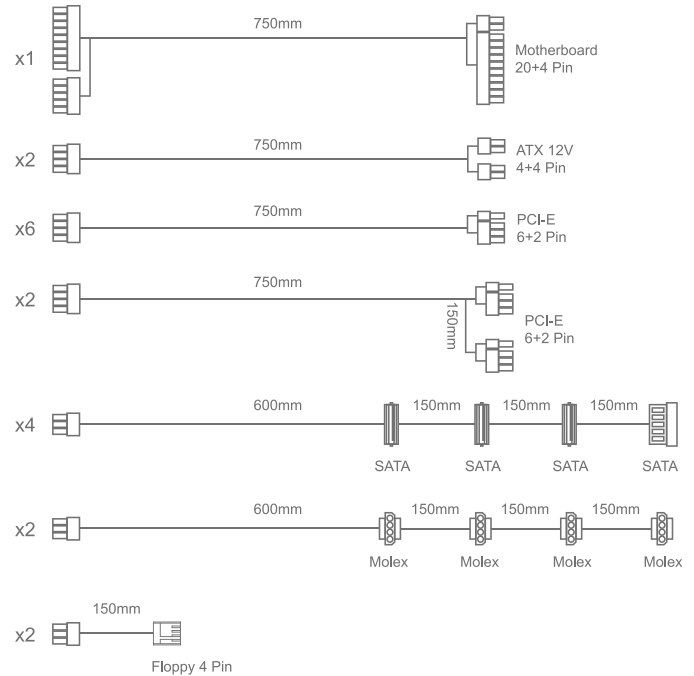 750mm
x1
Motherboard
20+4 Pin
750mm
x2
ATX 12V
4+4 Pin
750mm
x6
PCI-E
6+2 Pin
750mm
x2
150mm
PCI-E
6+2 Pin
600mm
150mm
150mm
150mm
x4
SATA
SATA
SATA
SATA
600mm
150mm
150mm
150mm
x2
Molex
Molex
Molex
Molex
150mm
x2
Floppy 4 Pin